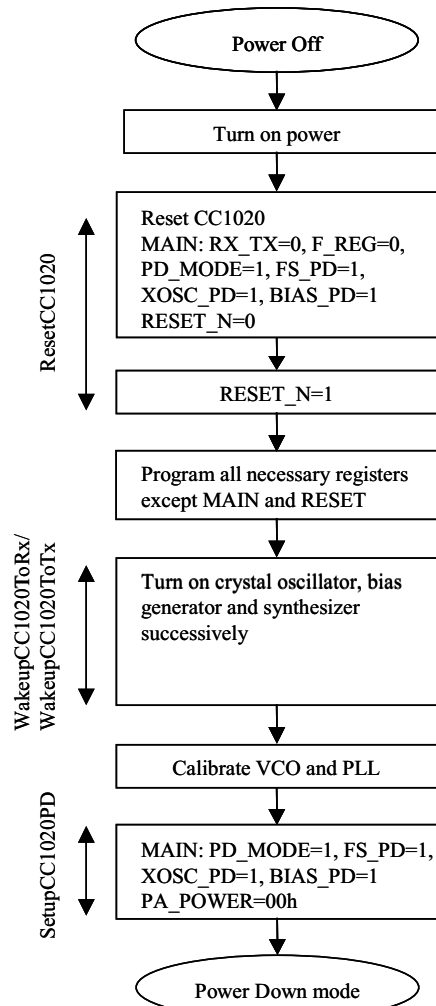 Power Off
Turn on power
ResetCC1020
Reset CC1020
MAIN: RX_TX=0, F_REG=0,
PD_MODE=1, FS_PD=1,
XOSC_PD=1, BIAS_PD=1
RESET_N=0
RESET_N=1
Program all necessary registers
except MAIN and RESET
WakeupCC1020ToRx/
WakeupCC1020ToTx
Turn on crystal oscillator, bias
generator and synthesizer
successively
Calibrate VCO and PLL
SetupCC1020PD
MAIN: PD_MODE=1, FS_PD=1,
XOSC_PD=1, BIAS_PD=1
PA_POWER=00h
Power Down mode